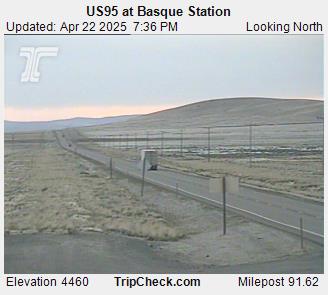 US95 at Basque Station
Updated: Apr 22 2025 7:36 PM Looking North
Elevation 4460 TripCheck.com Milepost 91.62